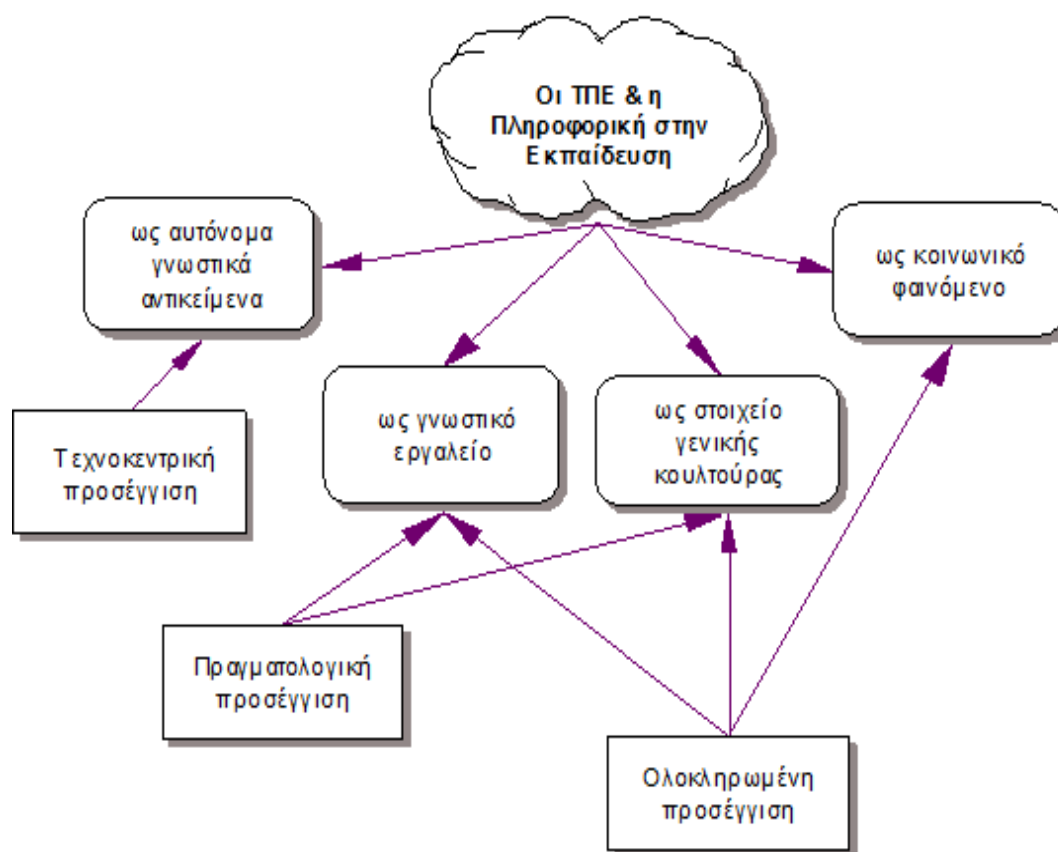 Οι ΤΠΕ & η
Πληροφορική στην
Εκπαίδευση
ως αυτόνομα
γνωστικά
αντικείμενα
ως κοινωνικό
φαινόμενο
ως γνωστικό
εργαλείο
ως στοιχείο
γενικής
κουλτούρας
Τεχνοκεντρική
προσέγγιση
Πραγματολογική
προσέγγιση
Ολοκληρωμένη
προσέγγιση